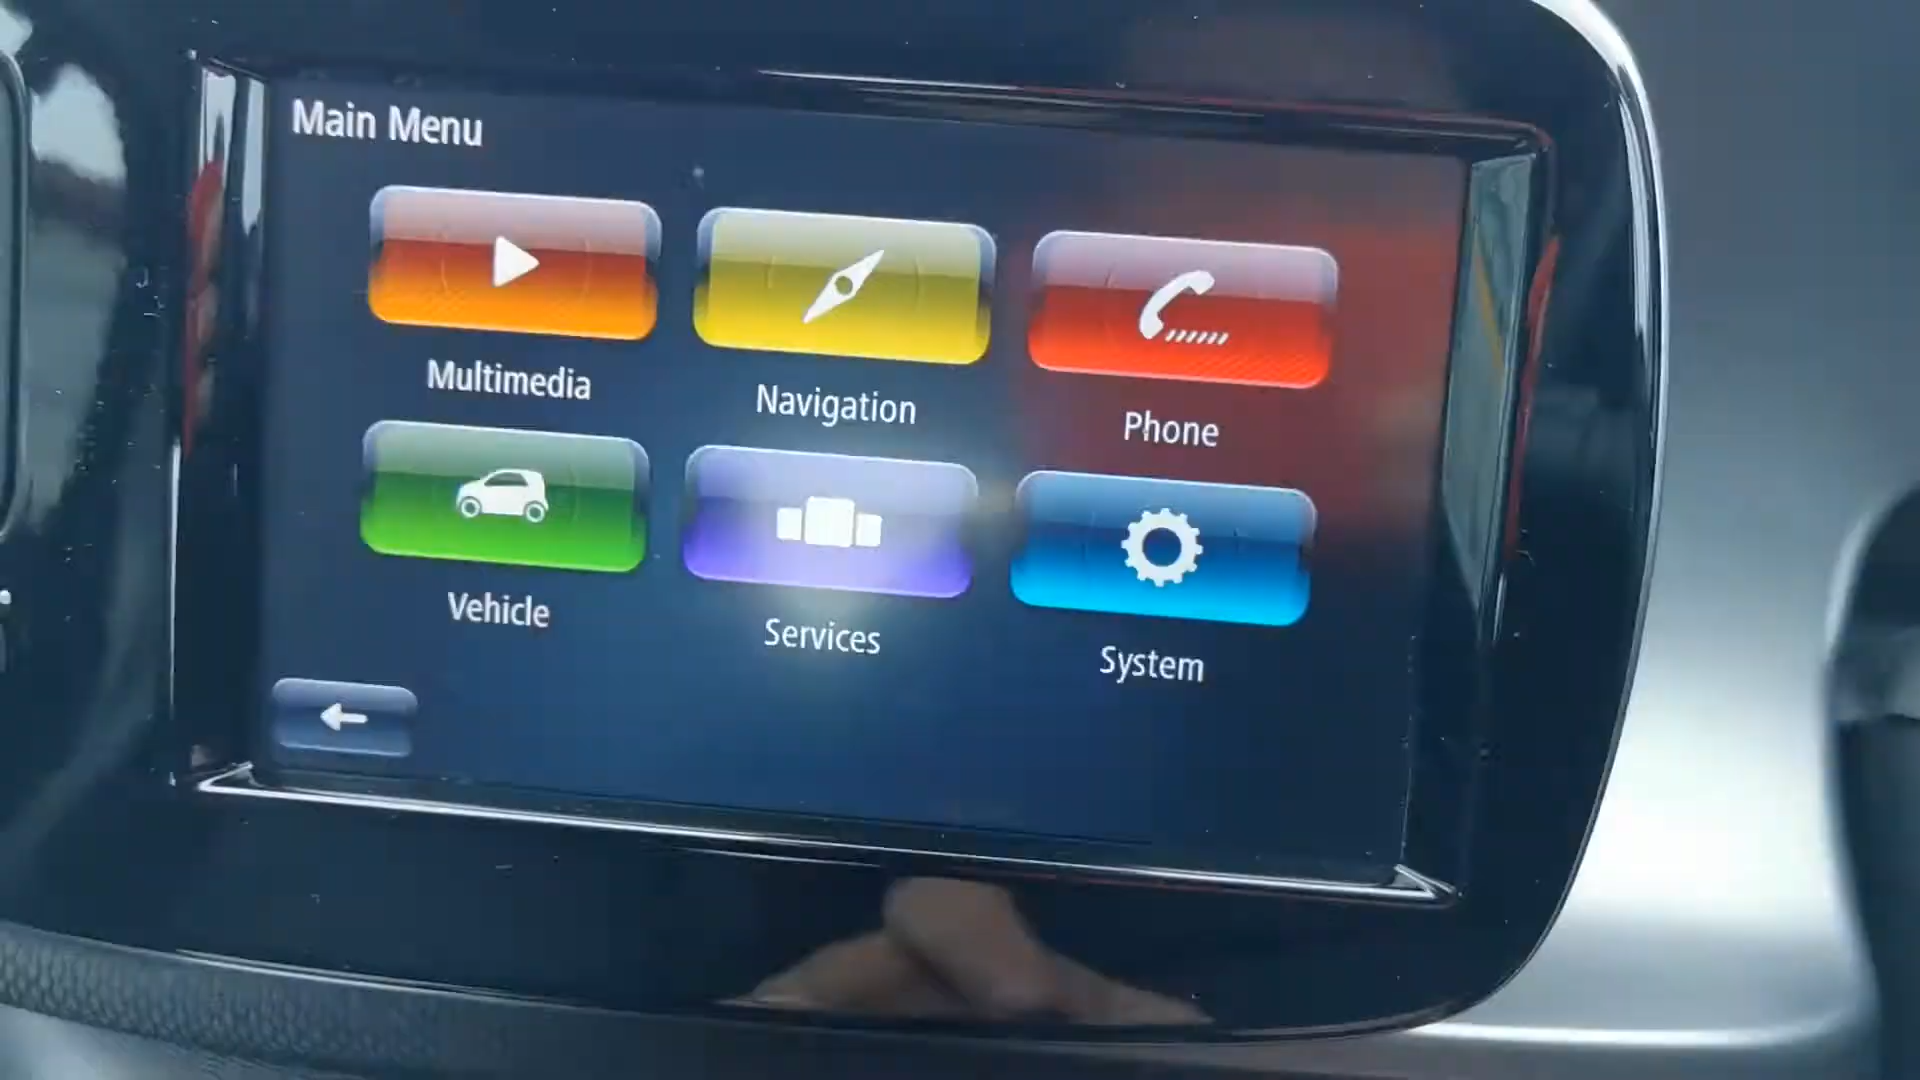 Main Menu
Multimedia
Navigation
Phone
Vehicle
Services
System